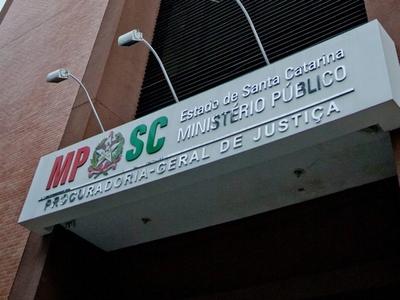 MP SC
Estado de Santa Catarina
MINISTÉRIO PÚBLICO
PROCURADORIA-GERAL DE JUSTIÇA